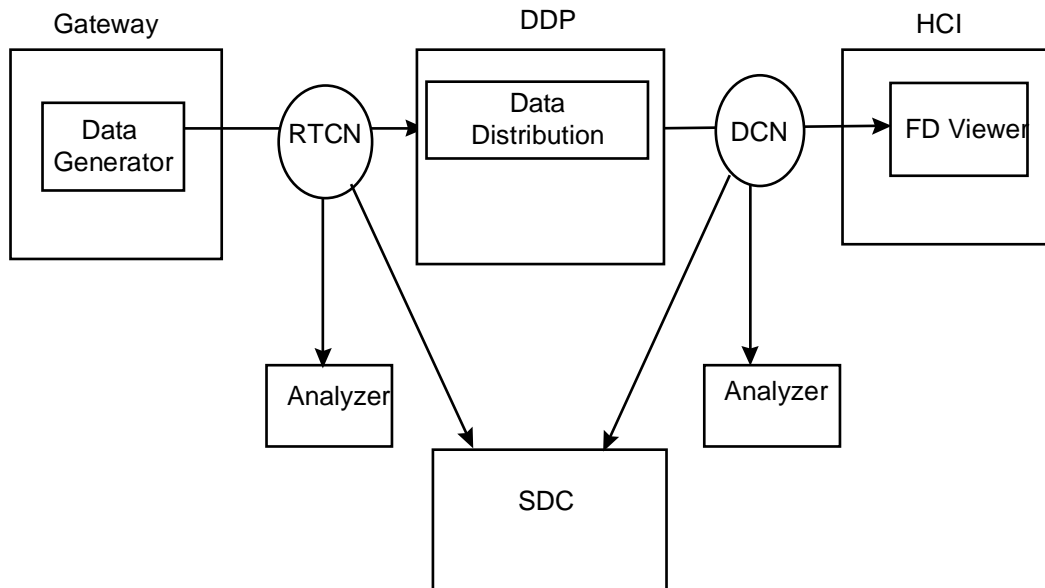 Gateway
DDP
HCI
Data
Generator
RTCN
Data
Distribution
DCN
FD Viewer
Analyzer
Analyzer
SDC